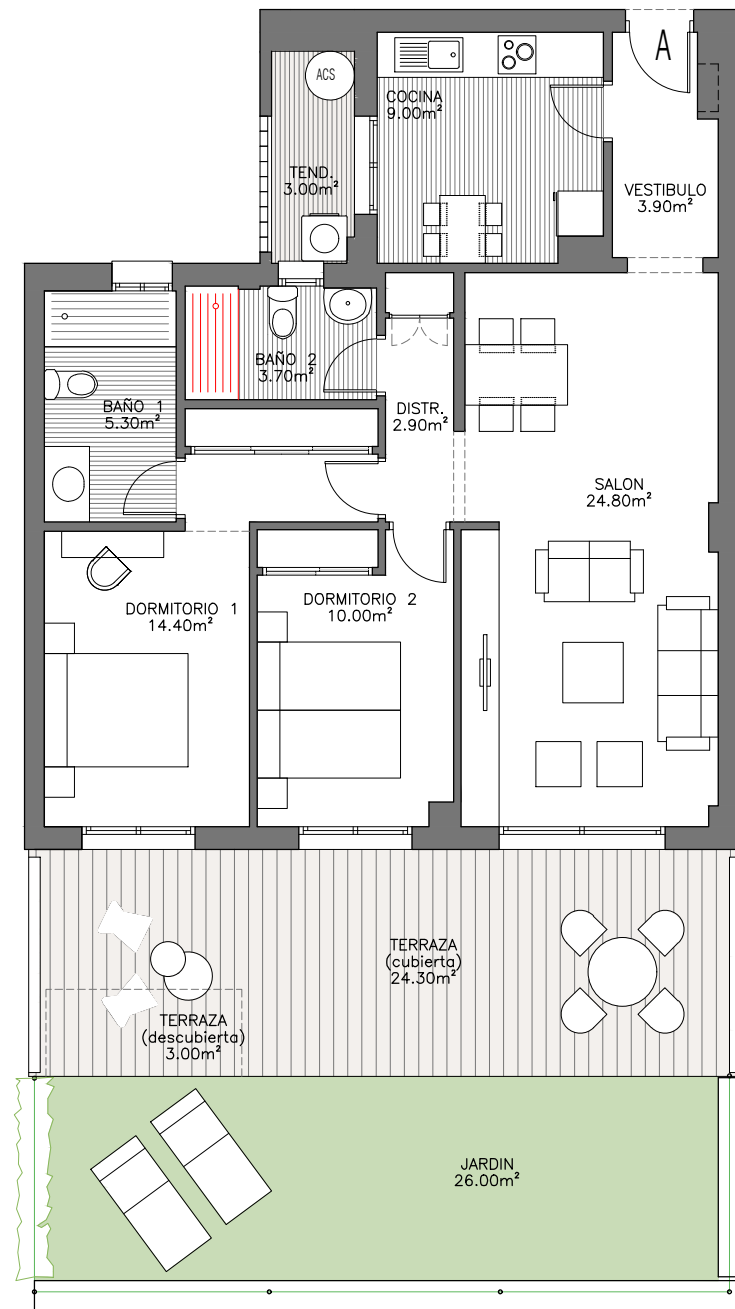 A
ACS
COCINA
9.00m²
TEND.
3.00m²
VESTIBULO
3.90m²
BAÑO 2
3.70m²
BAÑO 1
5.30m²
DISTR.
2.90m²
SALON
24.80m²
DORMITORIO 1
14.40m²
DORMITORIO 2
10.00m²
TERRAZA
(cubierta)
24.30m²
TERRAZA
(descubierta)
3.00m²
JARDIN
26.00m²